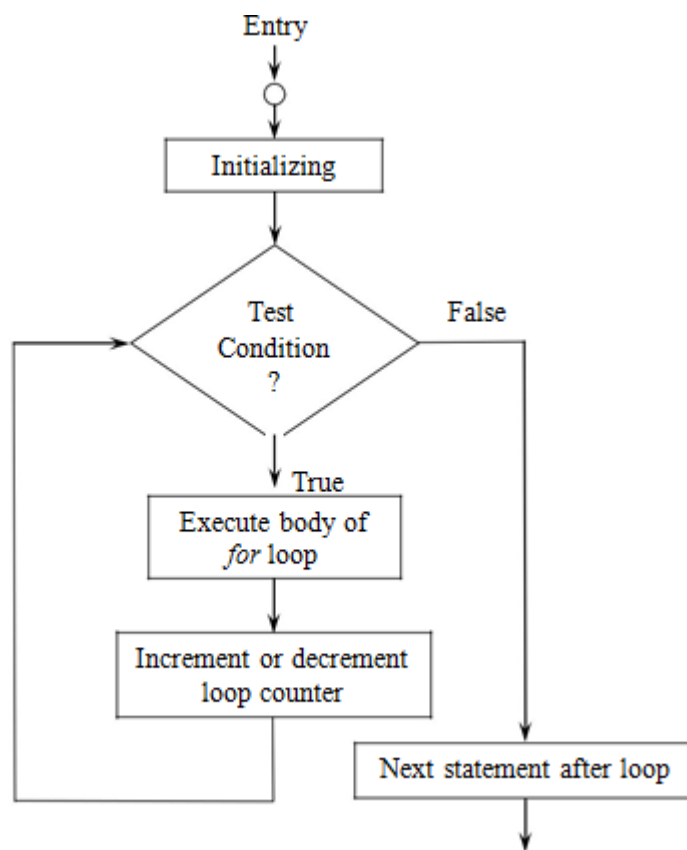 Entry
Initializing
Test
Condition
?
False
True
Execute body of
for loop
Increment or decrement
loop counter
Next statement after loop